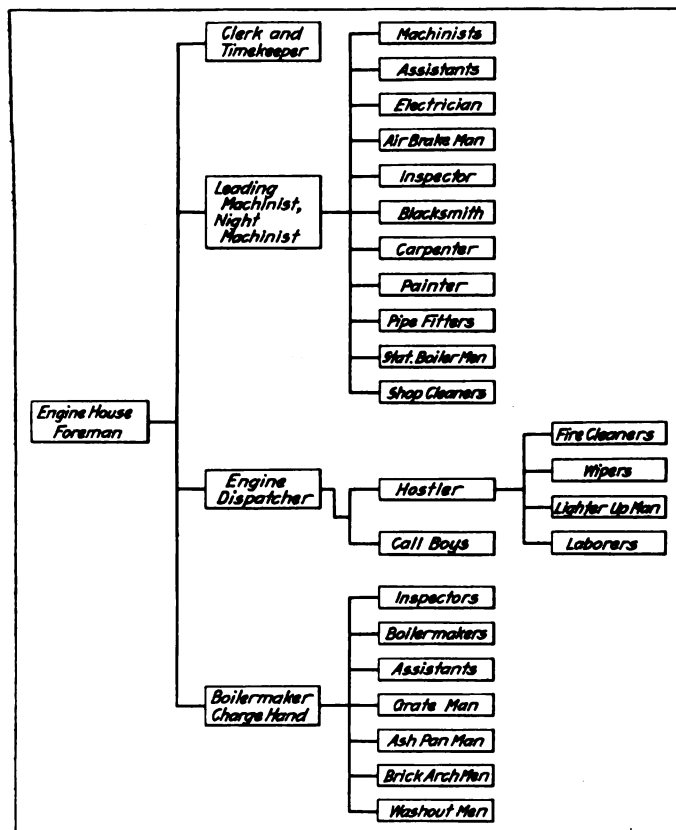 Clerk and
Timekeeper
Leading
Machinist,
Night
Machinist
Machinists
Assistants
Electrician
Air Brake Man
Inspector
Blacksmith
Carpenter
Painter
Pipe Fitters
Stat. Boiler Men
Shop Cleaners
Engine House
Foreman
Engine
Dispatcher
Hostler
Call Boys
Fire Cleaners
Wipers
Lighter Up Man
Laborers
Boilermaker
Charge Hand
Inspectors
Boilermakers
Assistants
Grate Man
Ash Pan Man
Brick Arch Men
Washout Men